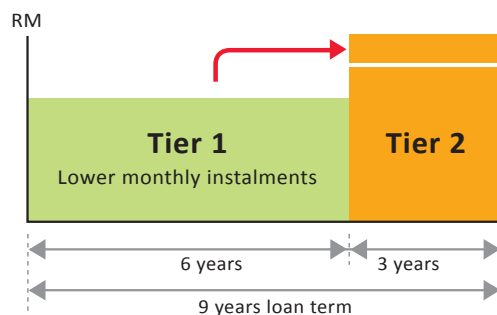 RM
Tier 1
Lower monthly instalments
Tier 2
6 years
3 years
9 years loan term